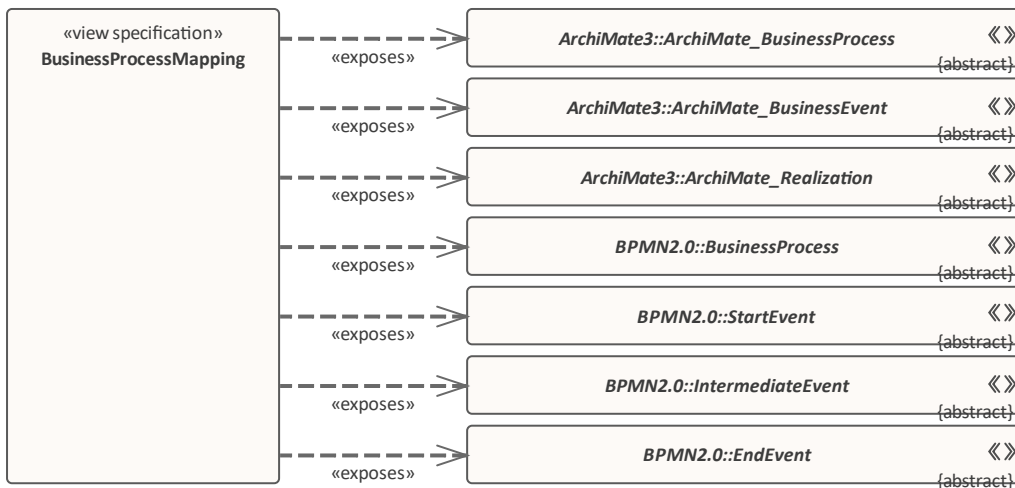 «view specification»
BusinessProcessMapping
«exposes»
ArchiMate3::ArchiMate_BusinessProcess
{abstract}
«exposes»
ArchiMate3::ArchiMate_BusinessEvent
{abstract}
«exposes»
ArchiMate3::ArchiMate_Realization
{abstract}
«exposes»
BPMN2.0::BusinessProcess
{abstract}
«exposes»
BPMN2.0::StartEvent
{abstract}
«exposes»
BPMN2.0::IntermediateEvent
{abstract}
«exposes»
BPMN2.0::EndEvent
{abstract}